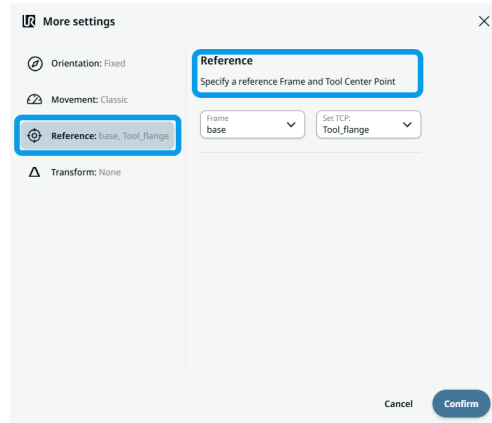 UR More settings
Orientation: Fixed
Movement: Classic
Reference: base, Tool_flange
Transform: None
Reference
Specify a reference Frame and Tool Center Point
Frame
base
Set TCP:
Tool_flange
Cancel
Confirm